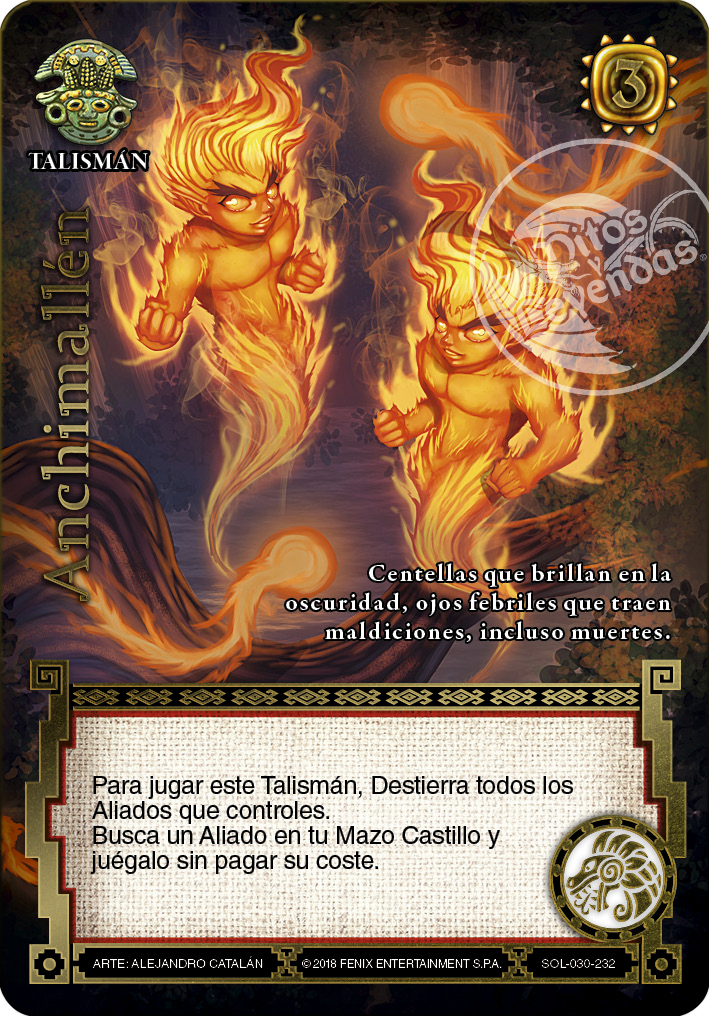 3
TALISMÁN
Mitos
y
Leyendas®
Anchimallén
Centellas que brillan en la
oscuridad, ojos febriles que traen
maldiciones, incluso muertes.
Para jugar este Talismán, Destierra todos los
Aliados que controles.
Busca un Aliado en tu Mazo Castillo y
juégalo sin pagar su coste.
ARTE: ALEJANDRO CATALÁN
©2018 FENIX ENTERTAINMENT S.P.A.
SOL-030-232